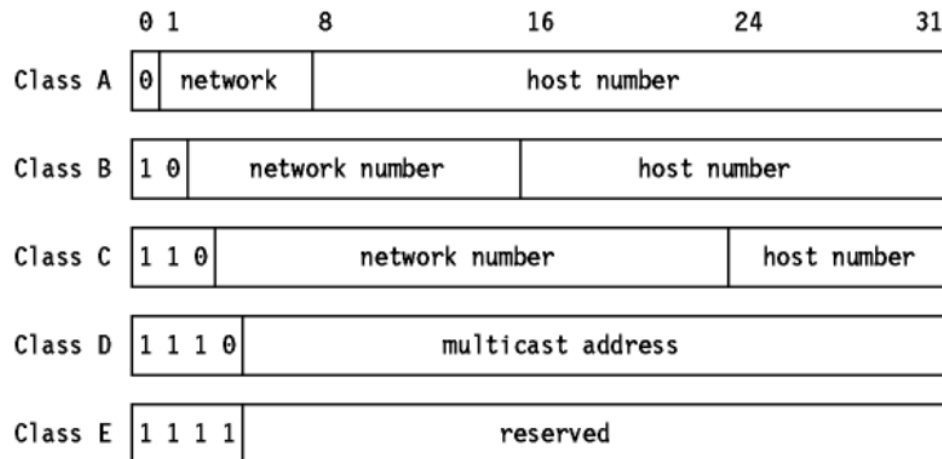 0 1 8 16 24 31
Class A 0 network host number
Class B 1 0 network number host number
Class C 1 1 0 network number host number
Class D 1 1 1 0 multicast address
Class E 1 1 1 1 reserved